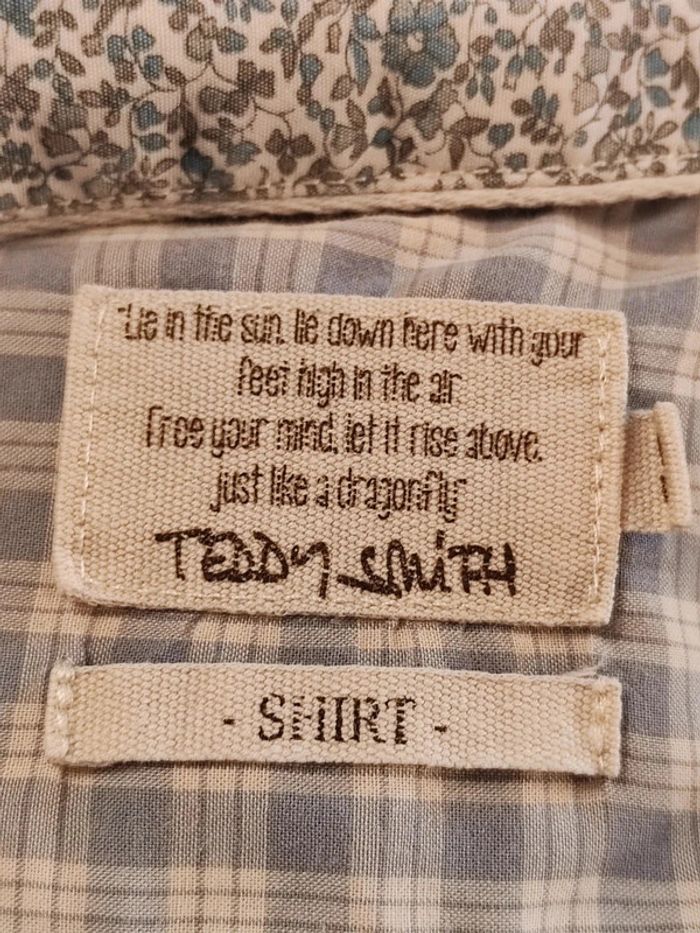 "Lie in the sun. lie down here with your
feet high in the air
Free your mind, let it rise above.
just like a dragonfly"
TEDDY SMITH
- SHIRT -